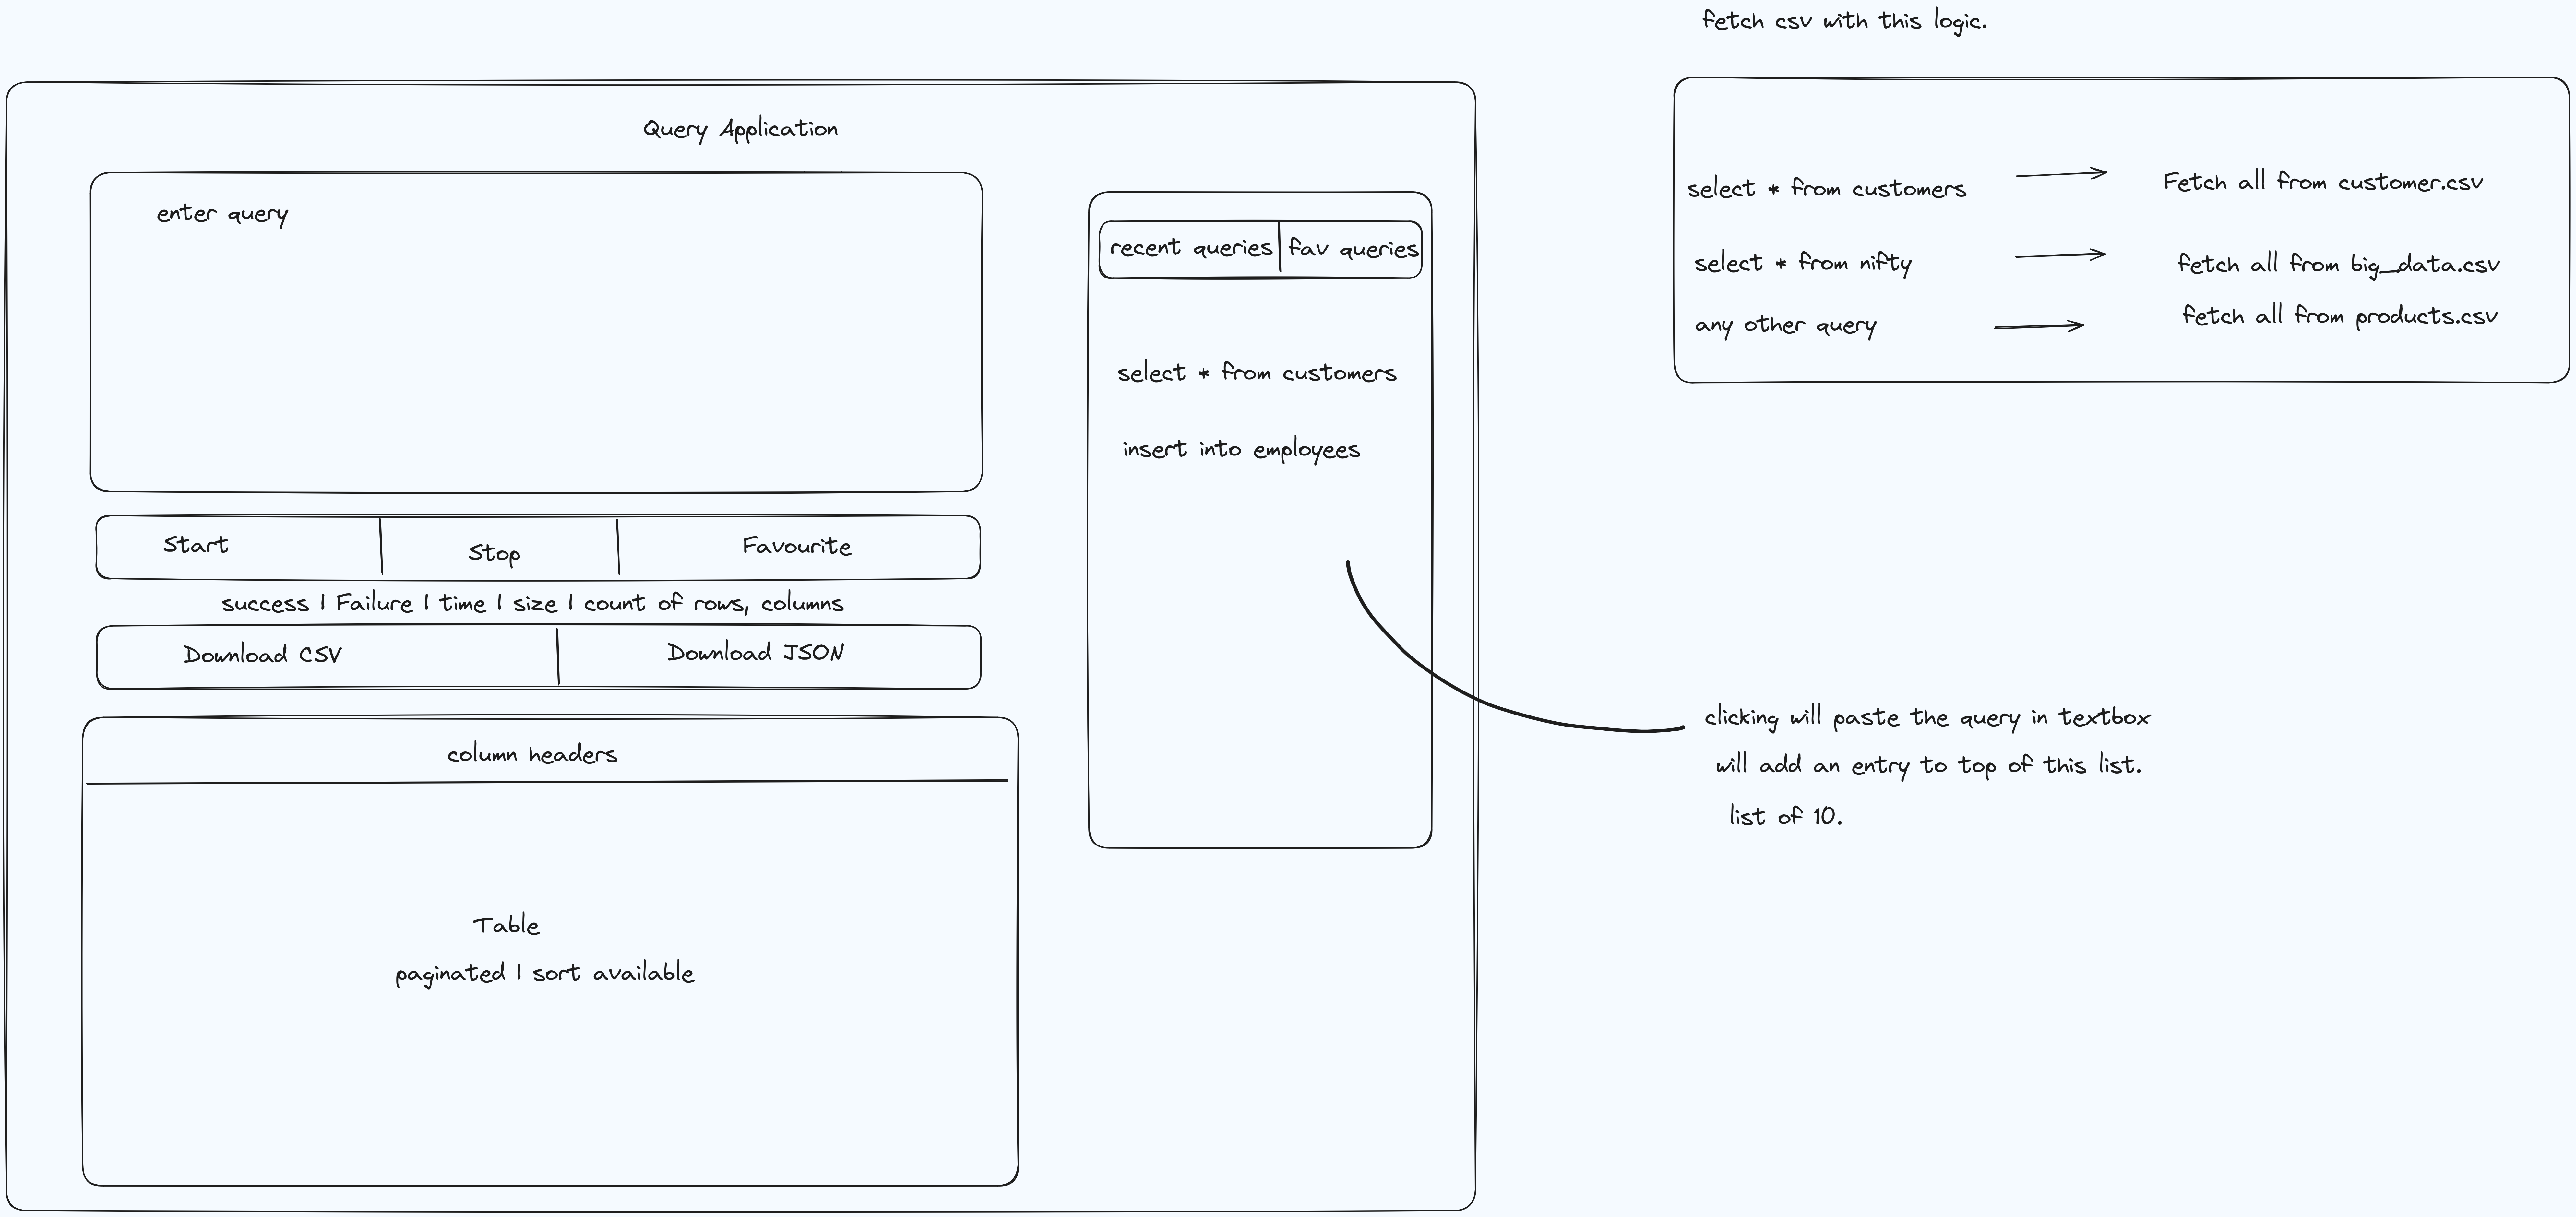 fetch csv with this logic.
Query Application
enter query
Start
Stop
Favourite
success | Failure | time | size | count of rows, columns
Download CSV
Download JSON
column headers
Table
paginated | sort available
recent queries
fav queries
select * from customers
insert into employees
select * from customers
Fetch all from customer.csv
select * from nifty
fetch all from big_data.csv
any other query
fetch all from products.csv
clicking will paste the query in textbox
will add an entry to top of this list.
list of 10.